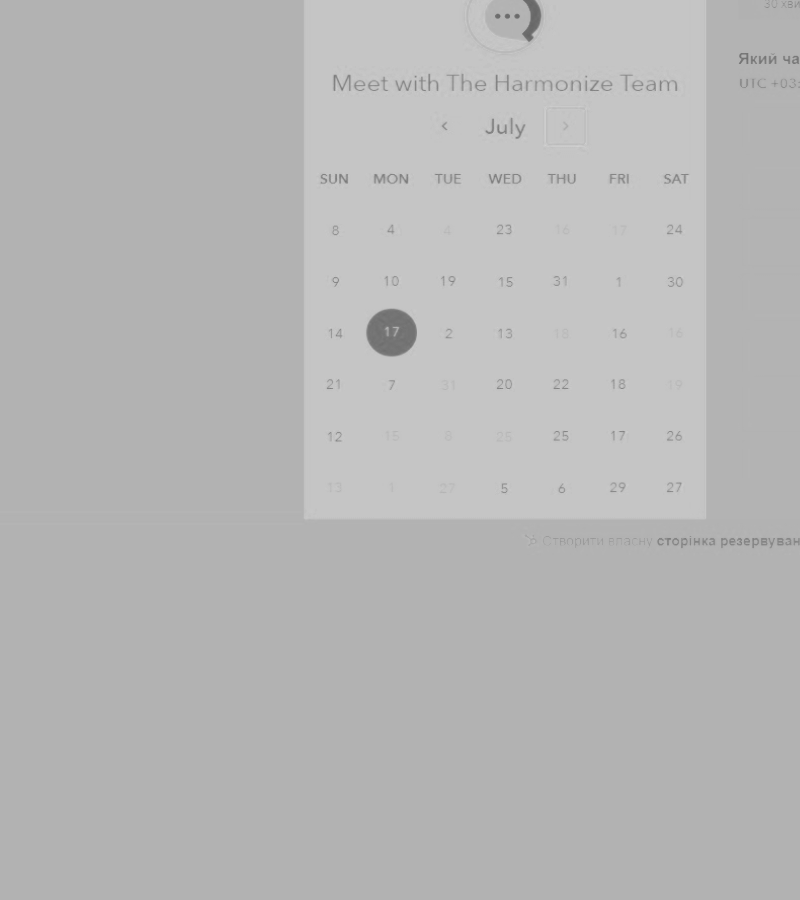 30 хви
Який ча
UTC +03:
Meet with The Harmonize Team
July
SUN MON TUE WED THU FRI SAT
8 4 4 23 16 17 24
9 10 19 15 31 1 30
14 17 2 13 18 16 16
21 7 31 20 22 18 19
12 15 8 25 25 17 26
13 1 27 5 6 29 27
Створити власну сторінка резервуван